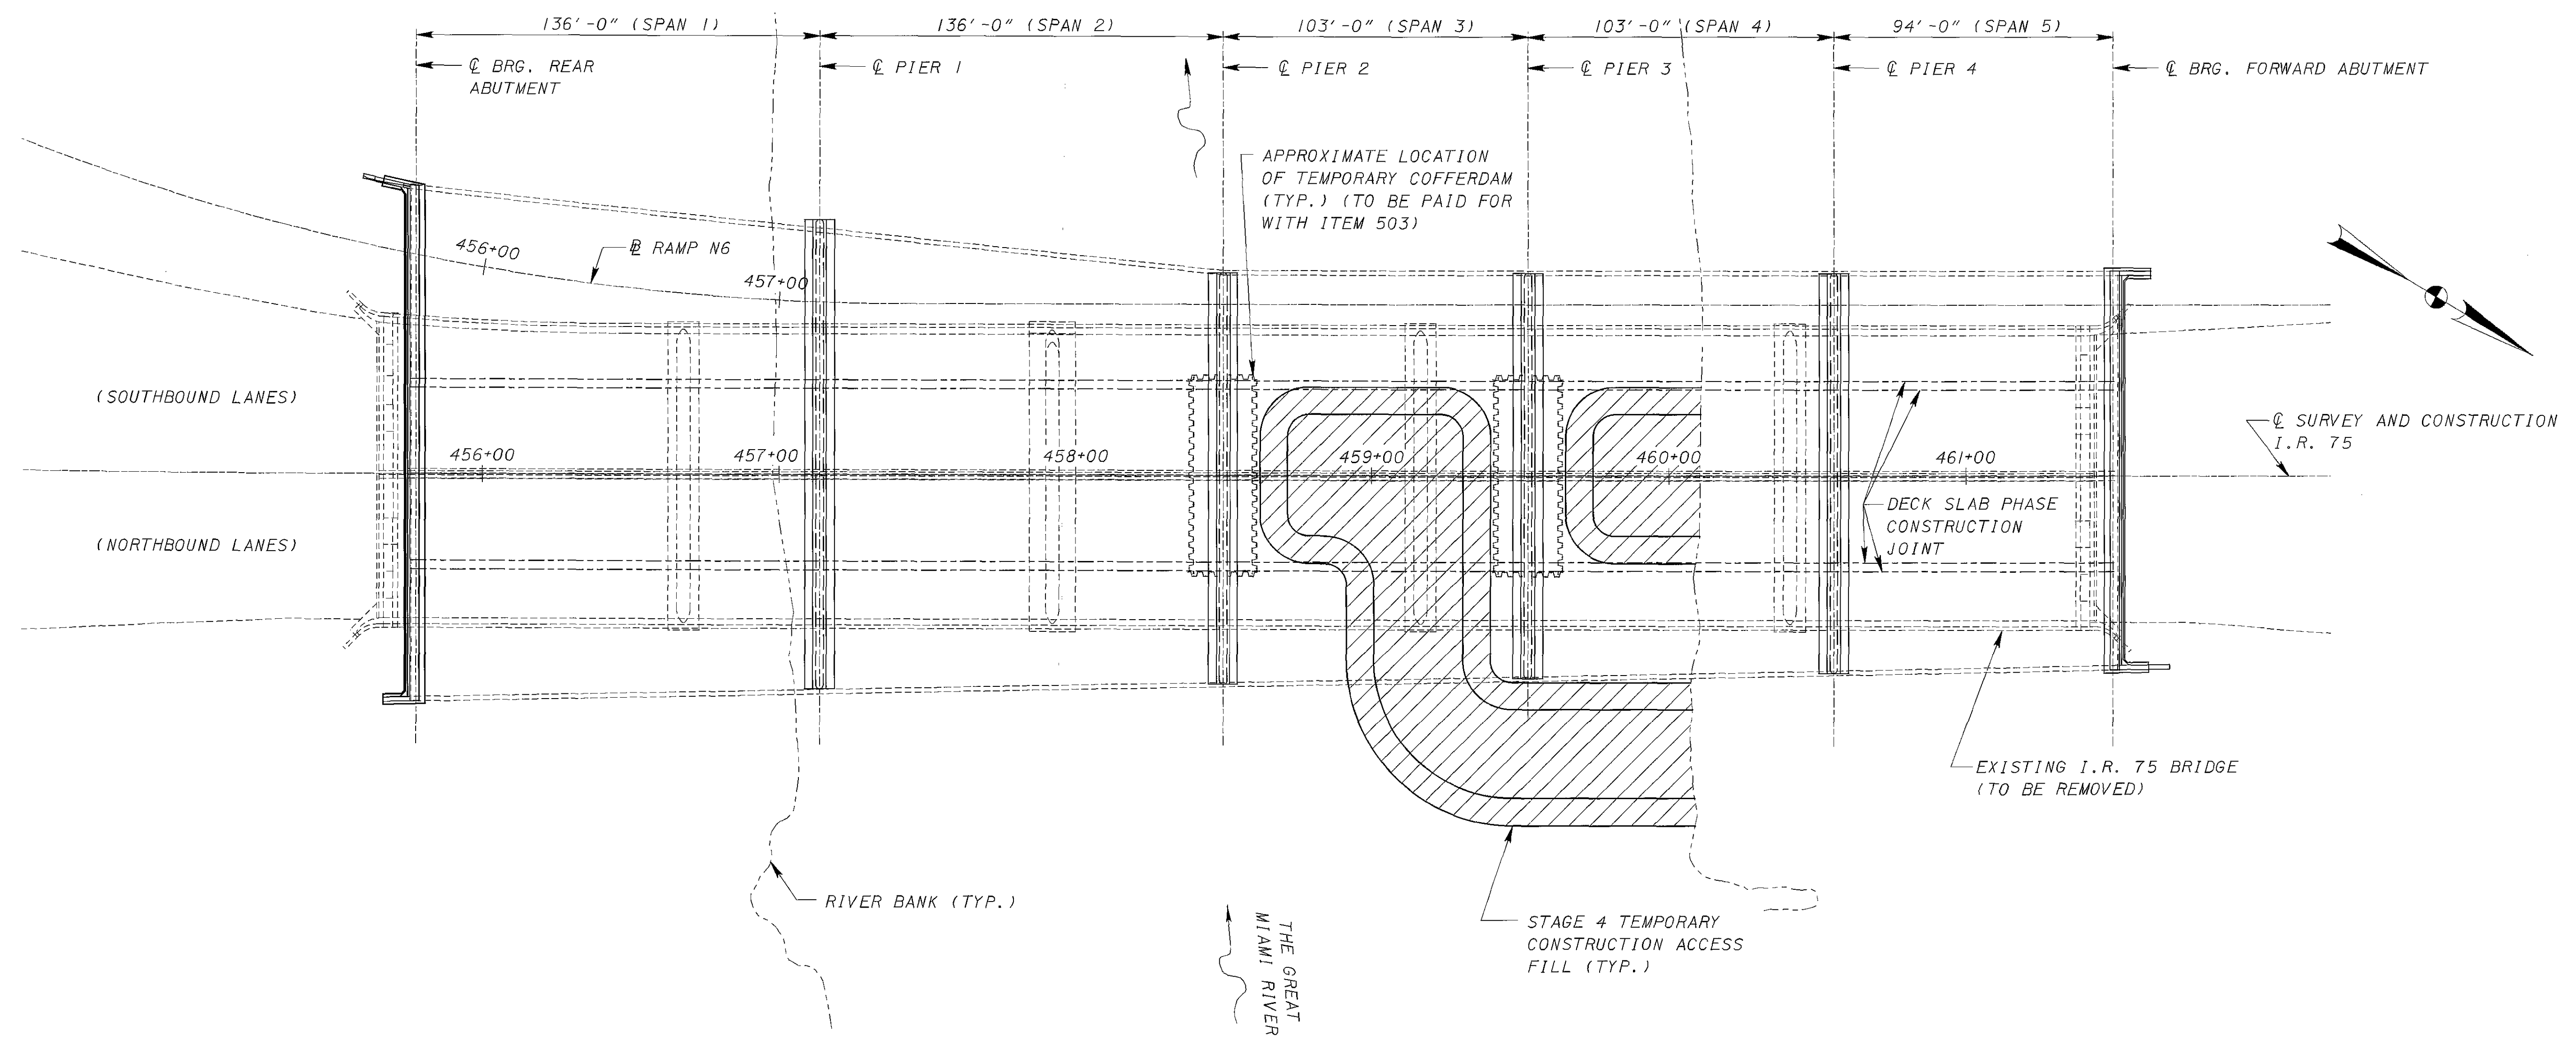 136'-0" (SPAN 1)
136'-0" (SPAN 2)
103'-0" (SPAN 3)
103'-0" (SPAN 4)
94'-0" (SPAN 5)
℄ BRG. REAR
ABUTMENT
℄ PIER 1
℄ PIER 2
℄ PIER 3
℄ PIER 4
℄ BRG. FORWARD ABUTMENT
APPROXIMATE LOCATION
OF TEMPORARY COFFERDAM
(TYP.) (TO BE PAID FOR
WITH ITEM 503)
456+00
BL RAMP N6
457+00
(SOUTHBOUND LANES)
℄ SURVEY AND CONSTRUCTION
I.R. 75
456+00
457+00
458+00
459+00
460+00
461+00
(NORTHBOUND LANES)
DECK SLAB PHASE
CONSTRUCTION
JOINT
EXISTING I.R. 75 BRIDGE
(TO BE REMOVED)
RIVER BANK (TYP.)
STAGE 4 TEMPORARY
CONSTRUCTION ACCESS
FILL (TYP.)
THE GREAT
MIAMI RIVER